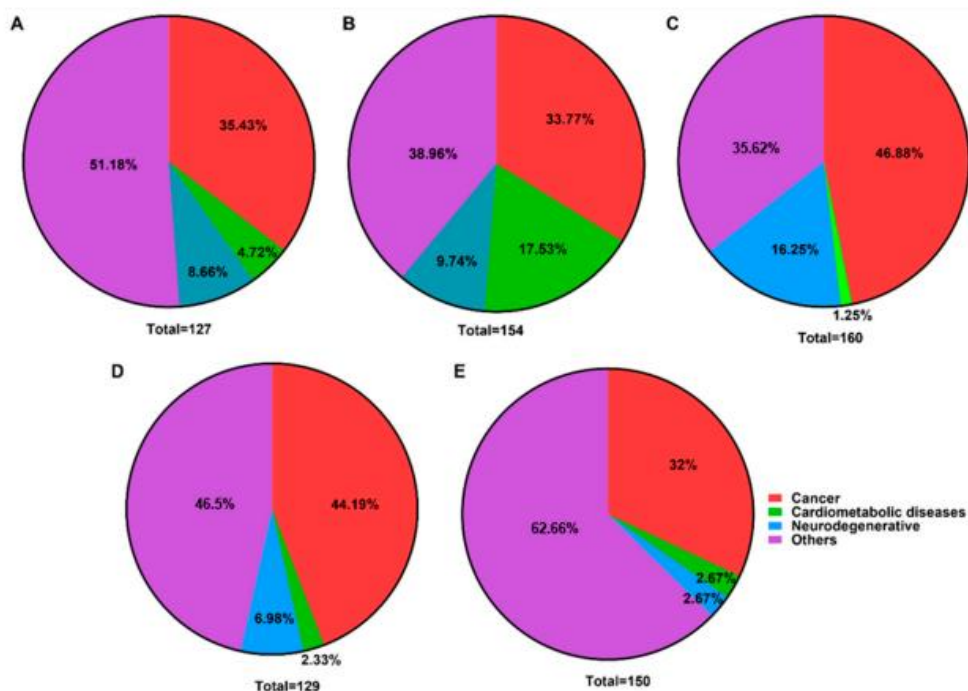 A
35.43%
51.18%
4.72%
8.66%
Total=127
B
33.77%
38.96%
17.53%
9.74%
Total=154
C
46.88%
35.62%
16.25%
1.25%
Total=160
D
46.5%
44.19%
6.98%
2.33%
Total=129
E
32%
62.66%
2.67%
2.67%
Total=150
Cancer
Cardiometabolic diseases
Neurodegenerative
Others